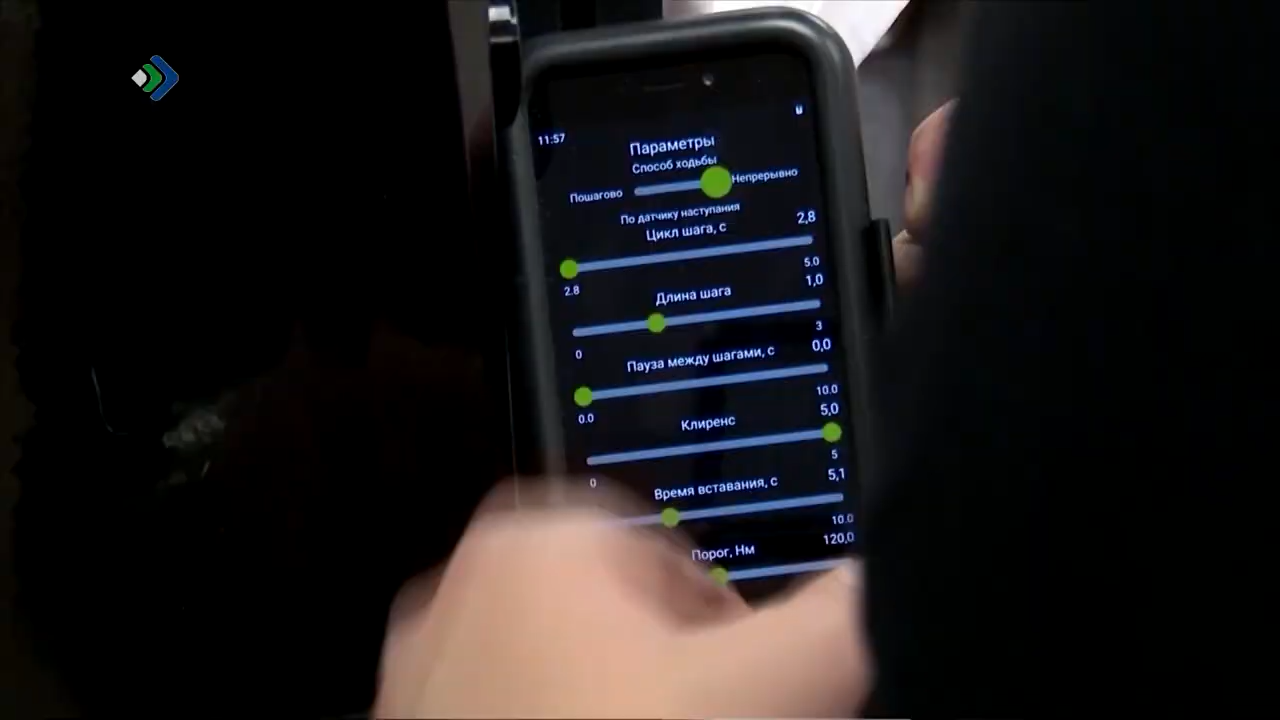 11:57
Параметры
Способ ходьбы
Пошагово Непрерывно
По датчику наступания
Цикл шага, с 2,8
2.8 5.0
Длина шага 1,0
0 3
Пауза между шагами, с 0,0
0.0 10.0
Клиренс 5,0
0 5
Время вставания, с 5,1
10.0
Порог, Нм 120,0